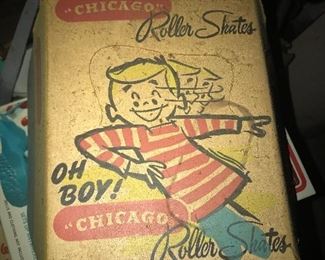 "CHICAGO"
Roller Skates
OH
BOY!
"CHICAGO"
Roller Skates